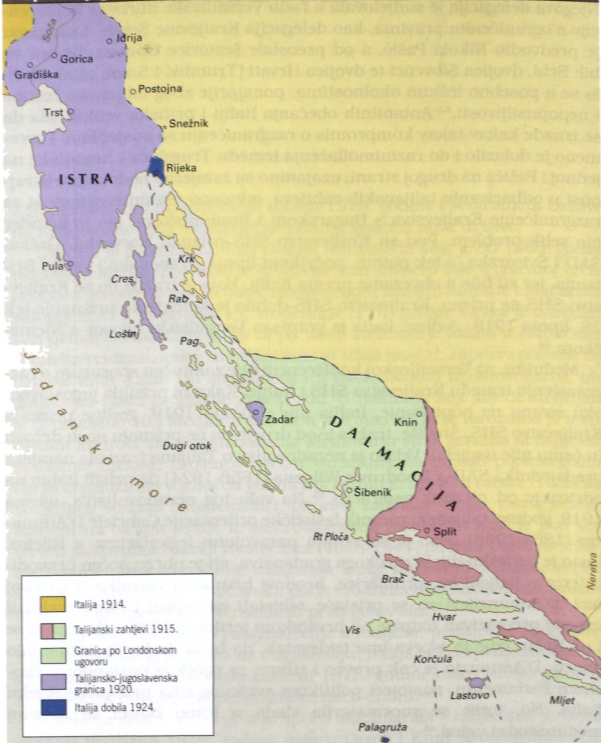 Soča
Idrija
Gorica
Gradiška
Postojna
Trst
Snežnik
Rijeka
ISTRA
Krk
Pula
Cres
Rab
Lošinj
Pag
Jadransko more
Zadar
Knin
DALMACIJA
Dugi otok
Šibenik
Rt Ploča
Split
Brač
Neretva
Hvar
Vis
Korčula
Mljet
Lastovo
Palagruža
Italija 1914.
Talijanski zahtjevi 1915.
Granica po Londonskom
ugovoru
Talijansko-jugoslavenska
granica 1920.
Italija dobila 1924.